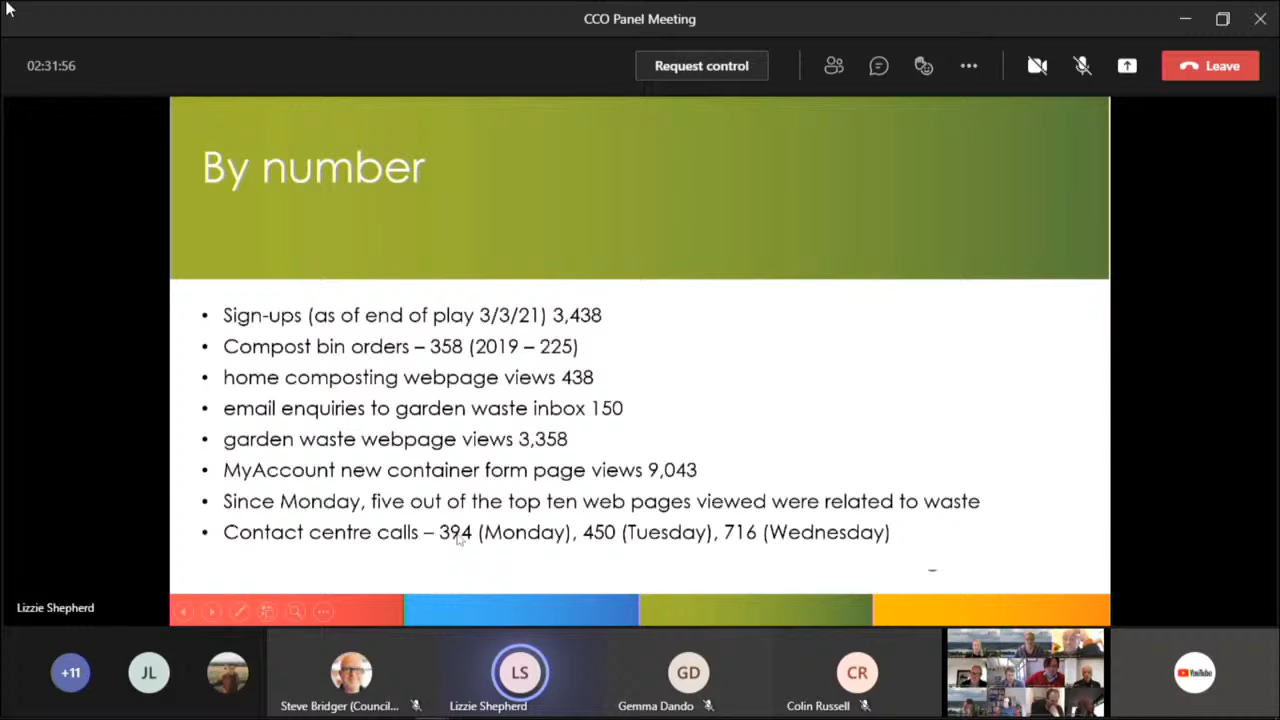 CCO Panel Meeting
02:31:56
Request control
Leave
By number
• Sign-ups (as of end of play 3/3/21) 3,438
• Compost bin orders – 358 (2019 – 225)
• home composting webpage views 438
• email enquiries to garden waste inbox 150
• garden waste webpage views 3,358
• MyAccount new container form page views 9,043
• Since Monday, five out of the top ten web pages viewed were related to waste
• Contact centre calls – 394 (Monday), 450 (Tuesday), 716 (Wednesday)
Lizzie Shepherd
+11
JL
LS
GD
CR
YouTube
Steve Bridger (Council...
Lizzie Shepherd
Gemma Dando
Colin Russell